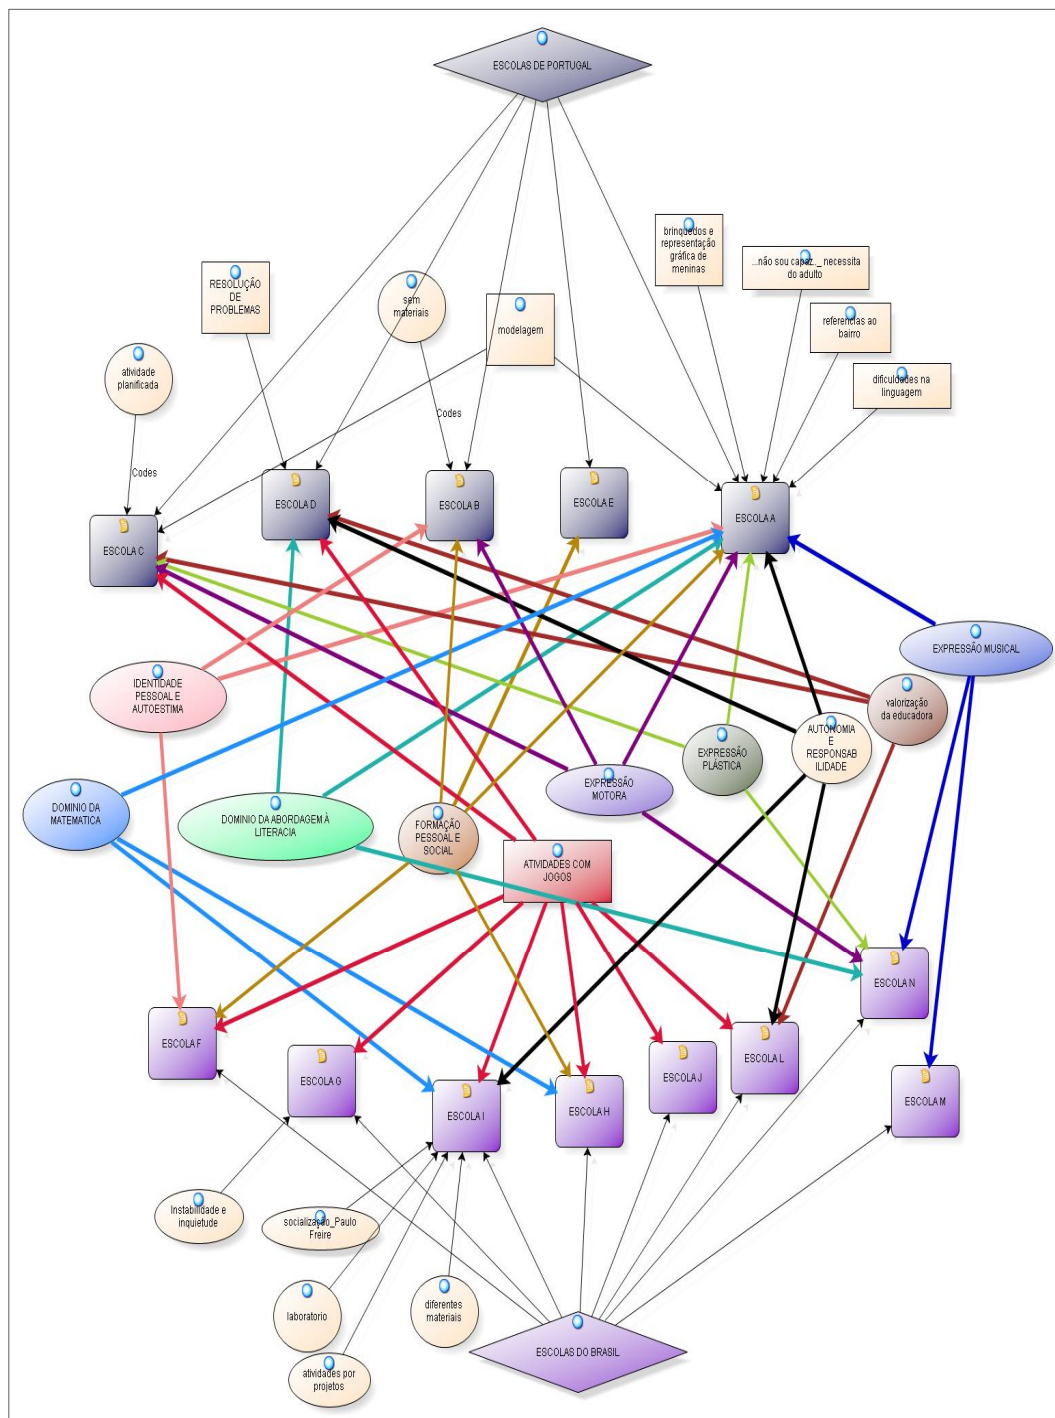 ESCOLAS DE PORTUGAL
brinquedos e
representação
gráfica de
meninas
...não sou capaz.._ necessita
do adulto
RESOLUÇÃO
DE
PROBLEMAS
sem
materiais
modelagem
referencias ao
bairro
atividade
planificada
dificuldades na
linguagem
Codes
Codes
ESCOLA D
ESCOLA B
ESCOLA E
ESCOLA A
ESCOLA C
EXPRESSÃO MUSICAL
IDENTIDADE
PESSOAL E
AUTOESTIMA
valorização
da educadora
AUTONOMIA
E
RESPONSAB
ILIDADE
EXPRESSÃO
PLÁSTICA
EXPRESSÃO
MOTORA
DOMINIO DA
MATEMATICA
DOMINIO DA ABORDAGEM À
LITERACIA
FORMAÇÃO
PESSOAL E
SOCIAL
ATIVIDADES COM
JOGOS
ESCOLA N
ESCOLA F
ESCOLA G
ESCOLA I
ESCOLA H
ESCOLA J
ESCOLA L
ESCOLA M
Instabilidade e
inquietude
socialização_Paulo
Freire
laboratorio
diferentes
materiais
atividades por
projetos
ESCOLAS DO BRASIL